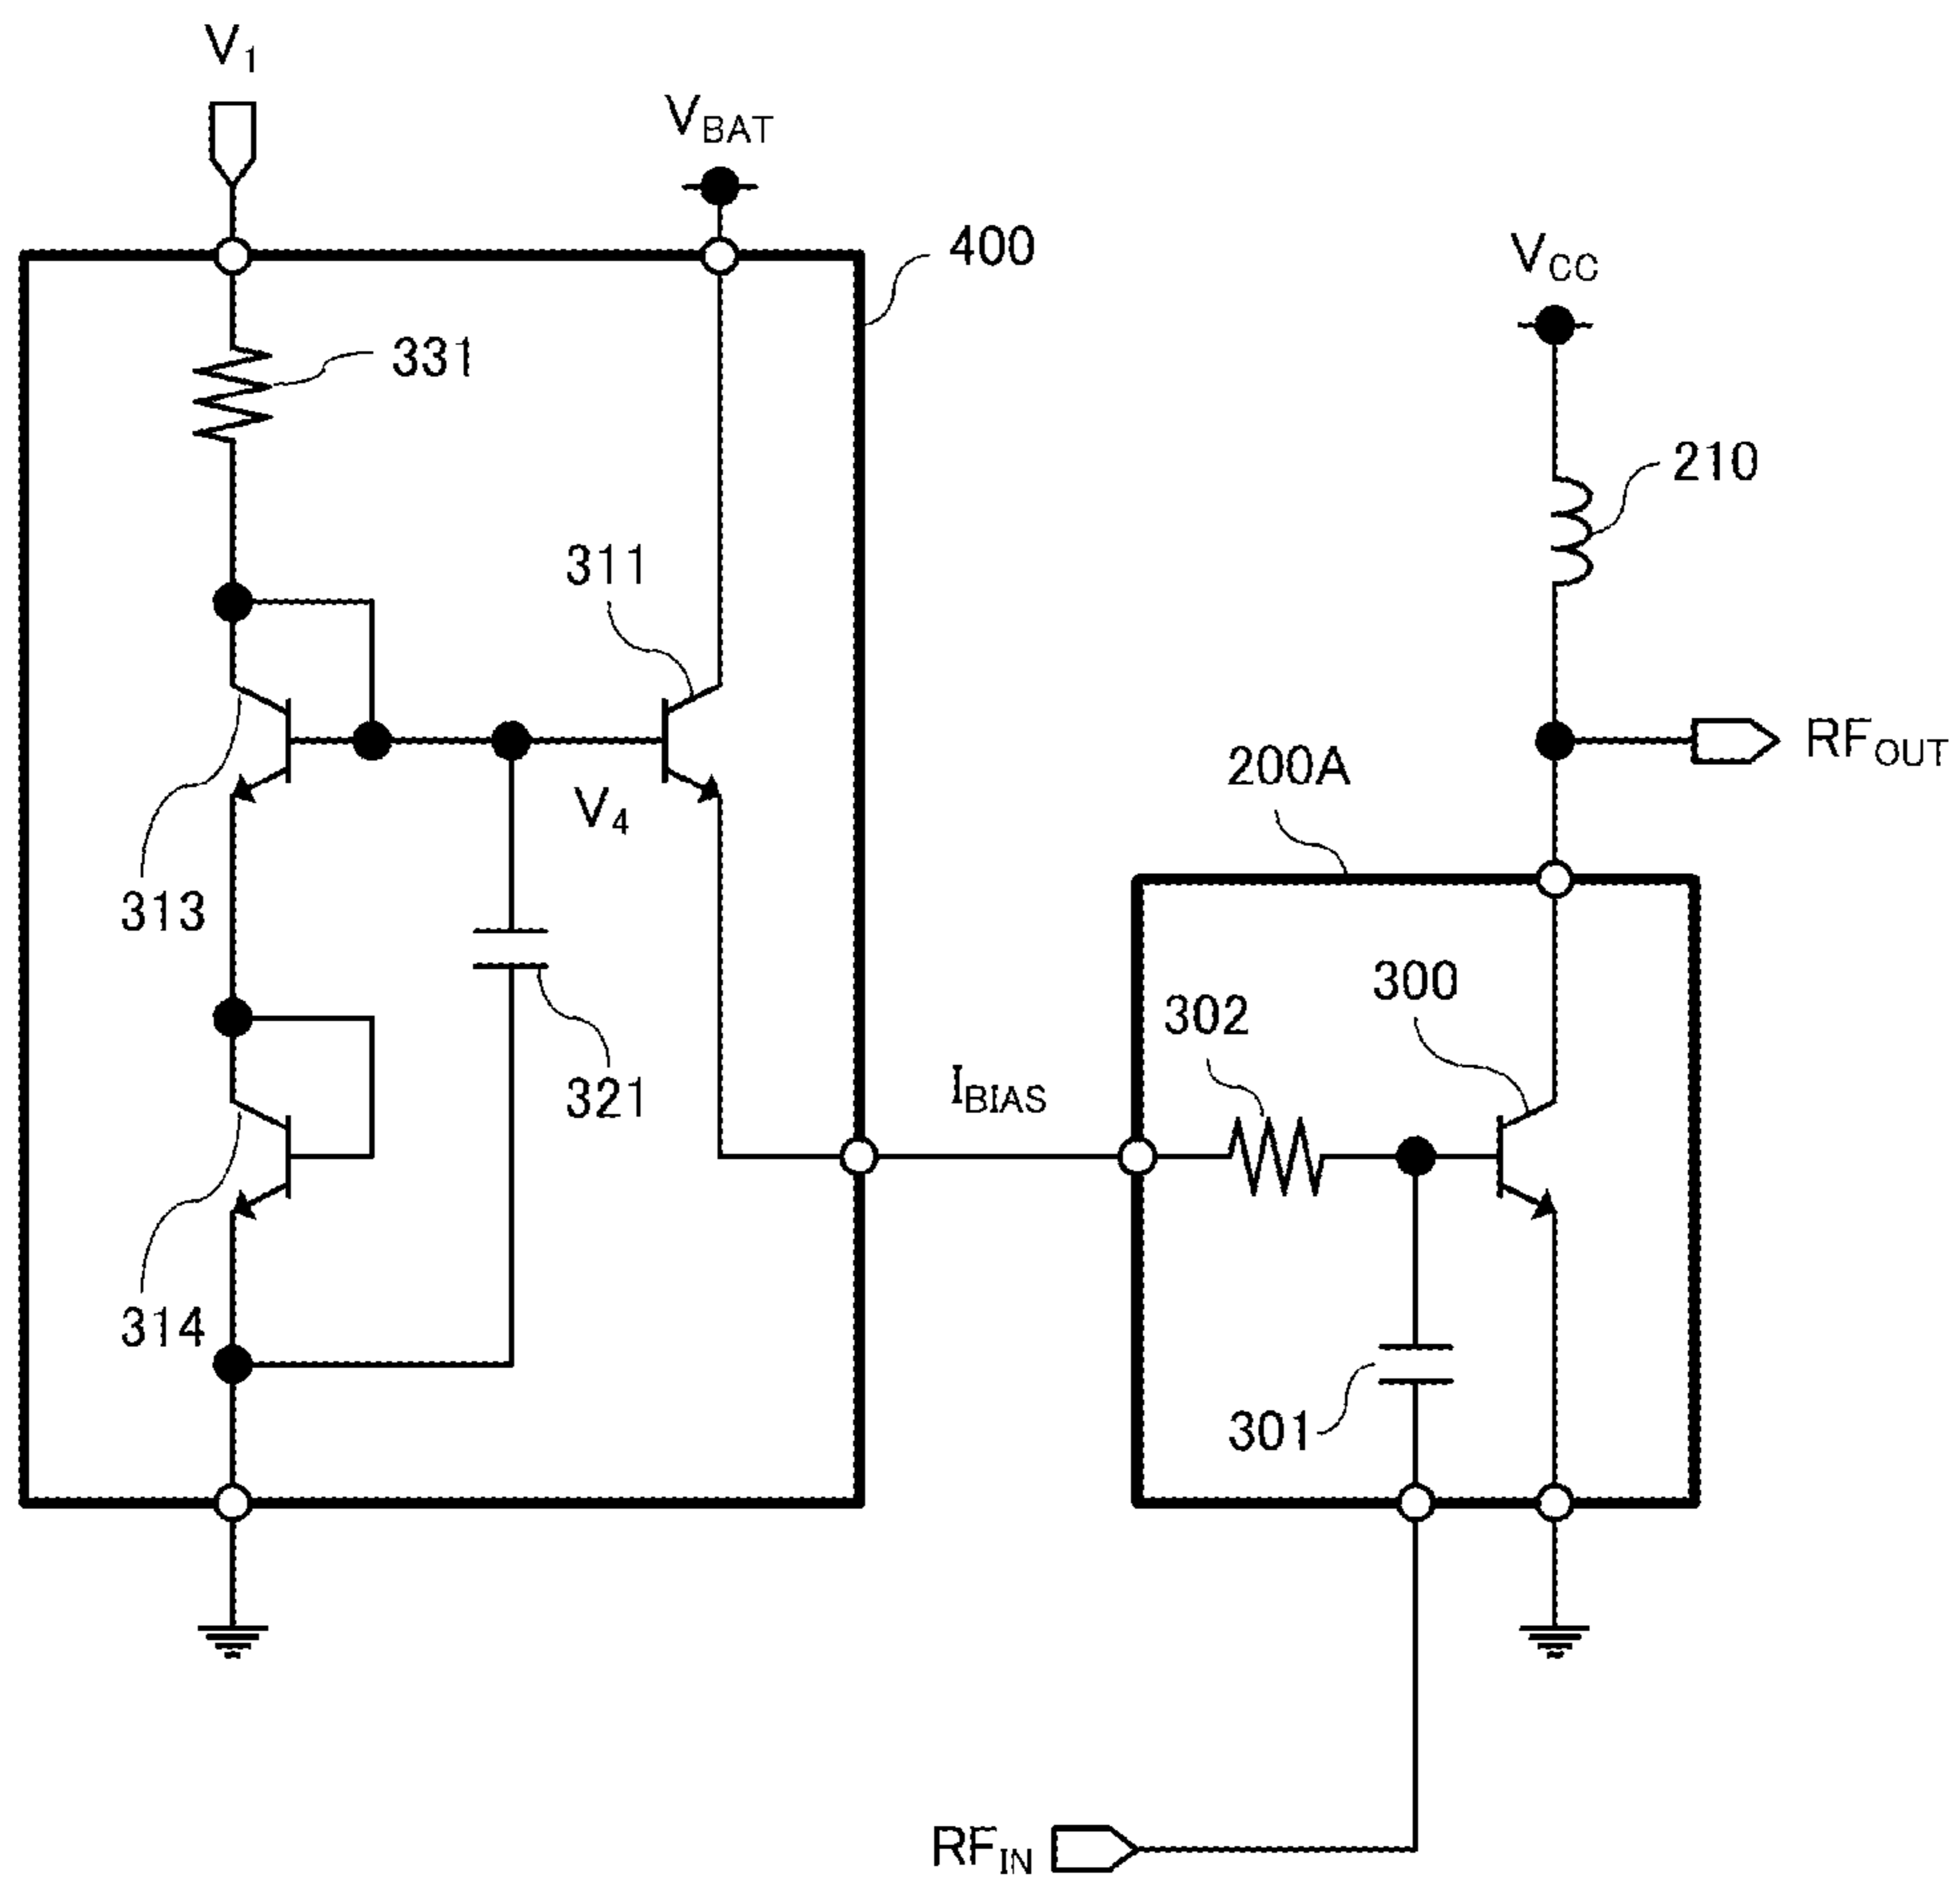 V1
VBAT
400
VCC
331
210
311
RFOUT
200A
V4
313
300
302
IBIAS
321
314
301
RFIN